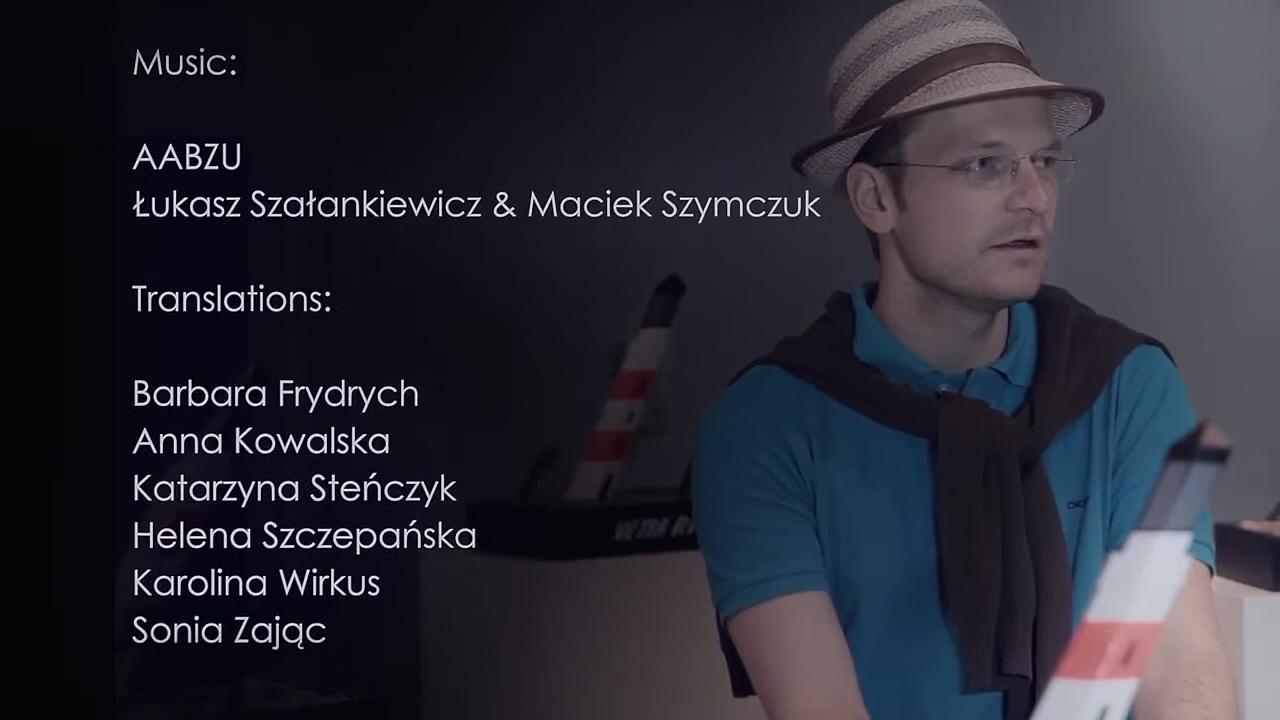 Music:
AABZU
Łukasz Szałankiewicz & Maciek Szymczuk
Translations:
Barbara Frydrych
Anna Kowalska
Katarzyna Steńczyk
Helena Szczepańska
Karolina Wirkus
Sonia Zając